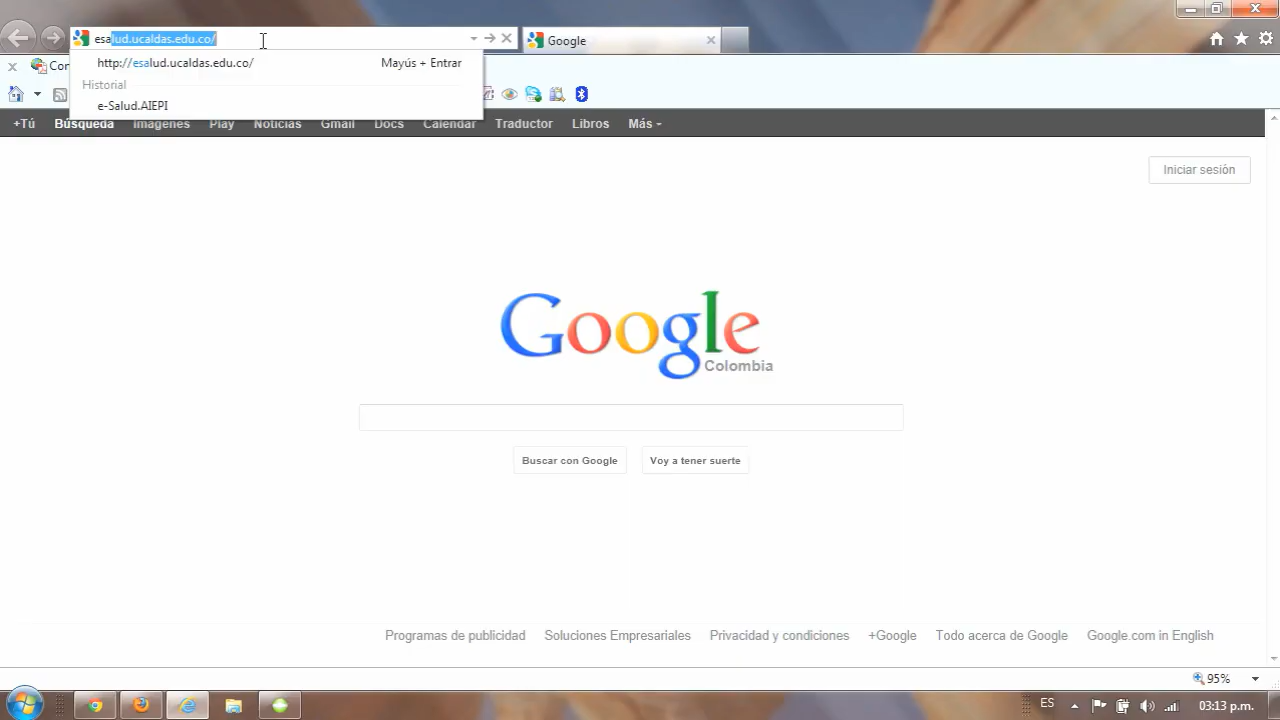 esalud.ucaldas.edu.co/
Google
http://esalud.ucaldas.edu.co/ Mayús + Entrar
Historial
e-Salud.AIEPI
+Tú Búsqueda Imágenes Play Noticias Gmail Docs Calendar Traductor Libros Más
Iniciar sesión
Google
Colombia
Buscar con Google Voy a tener suerte
Programas de publicidad Soluciones Empresariales Privacidad y condiciones +Google Todo acerca de Google Google.com in English
95%
ES 03:13 p.m.